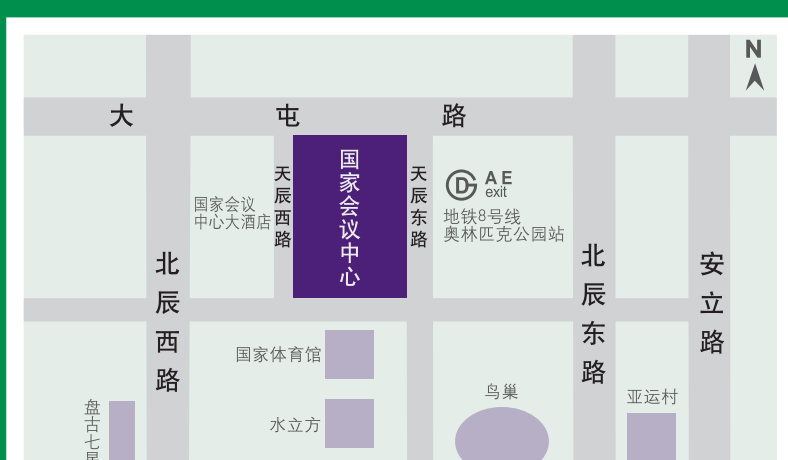 N
大屯路
国家会议中心
天辰西路
天辰东路
A E
exit
国家会议
中心大酒店
地铁8号线
奥林匹克公园站
北辰西路
北辰东路
安立路
国家体育馆
水立方
鸟巢
亚运村
盘古七星